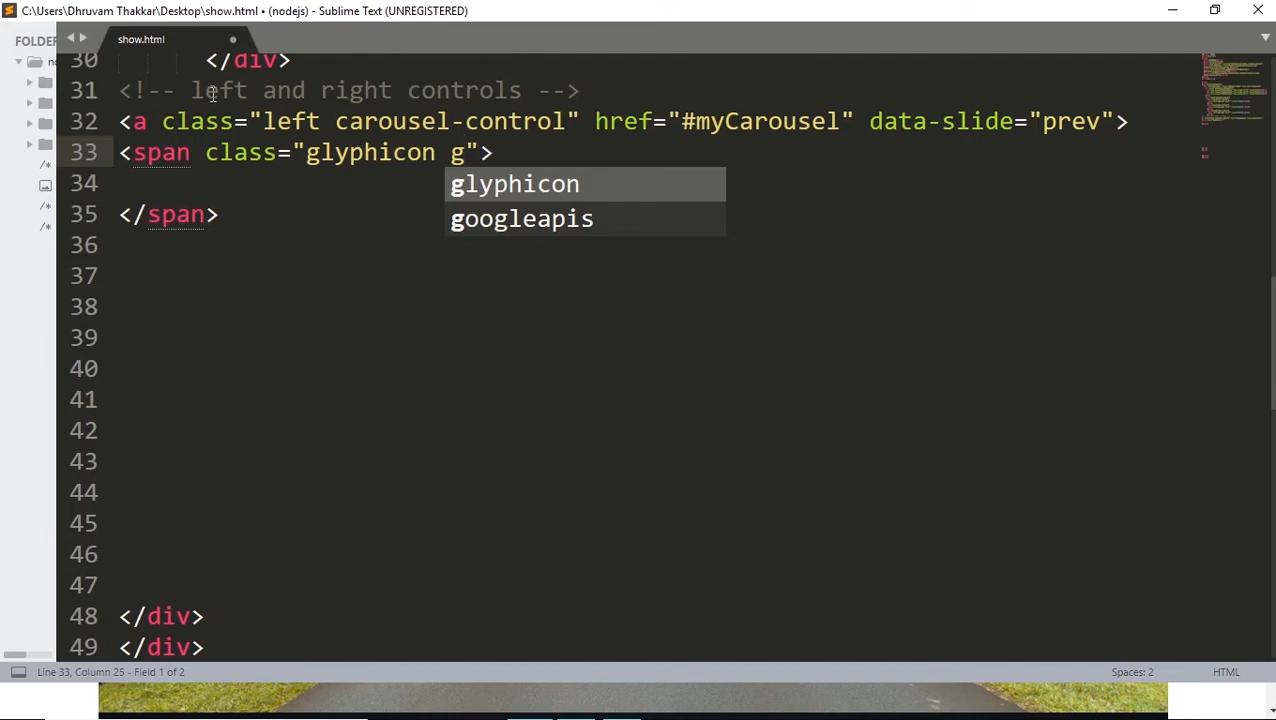 C:\Users\Dhruvam Thakkar\Desktop\show.html • (nodejs) - Sublime Text (UNREGISTERED)
FOLDER
show.html
30 </div>
31 <!-- left and right controls -->
32 <a class="left carousel-control" href="#myCarousel" data-slide="prev">
33 <span class="glyphicon g">
glyphicon
34
googleapis
35 </span>
36
37
38
39
40
41
42
43
44
45
46
47
48 </div>
49 </div>
/*
/*
/*
Line 33, Column 25 - Field 1 of 2
Spaces: 2
HTML